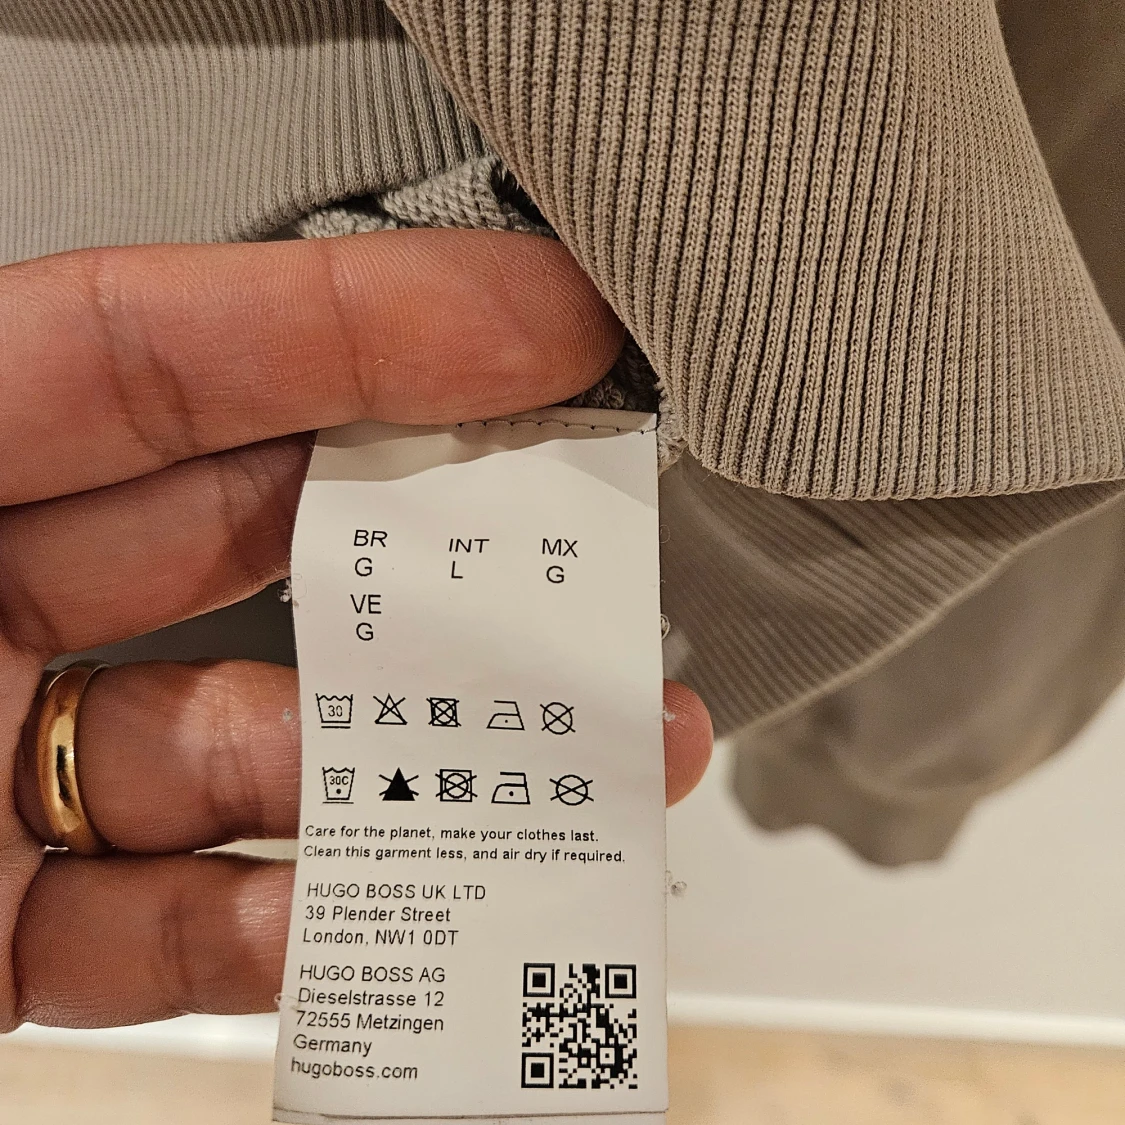 BR INT MX
G L G
VE
G
30
30C
Care for the planet, make your clothes last.
Clean this garment less, and air dry if required.
HUGO BOSS UK LTD
39 Plender Street
London, NW1 0DT
HUGO BOSS AG
Dieselstrasse 12
72555 Metzingen
Germany
hugoboss.com